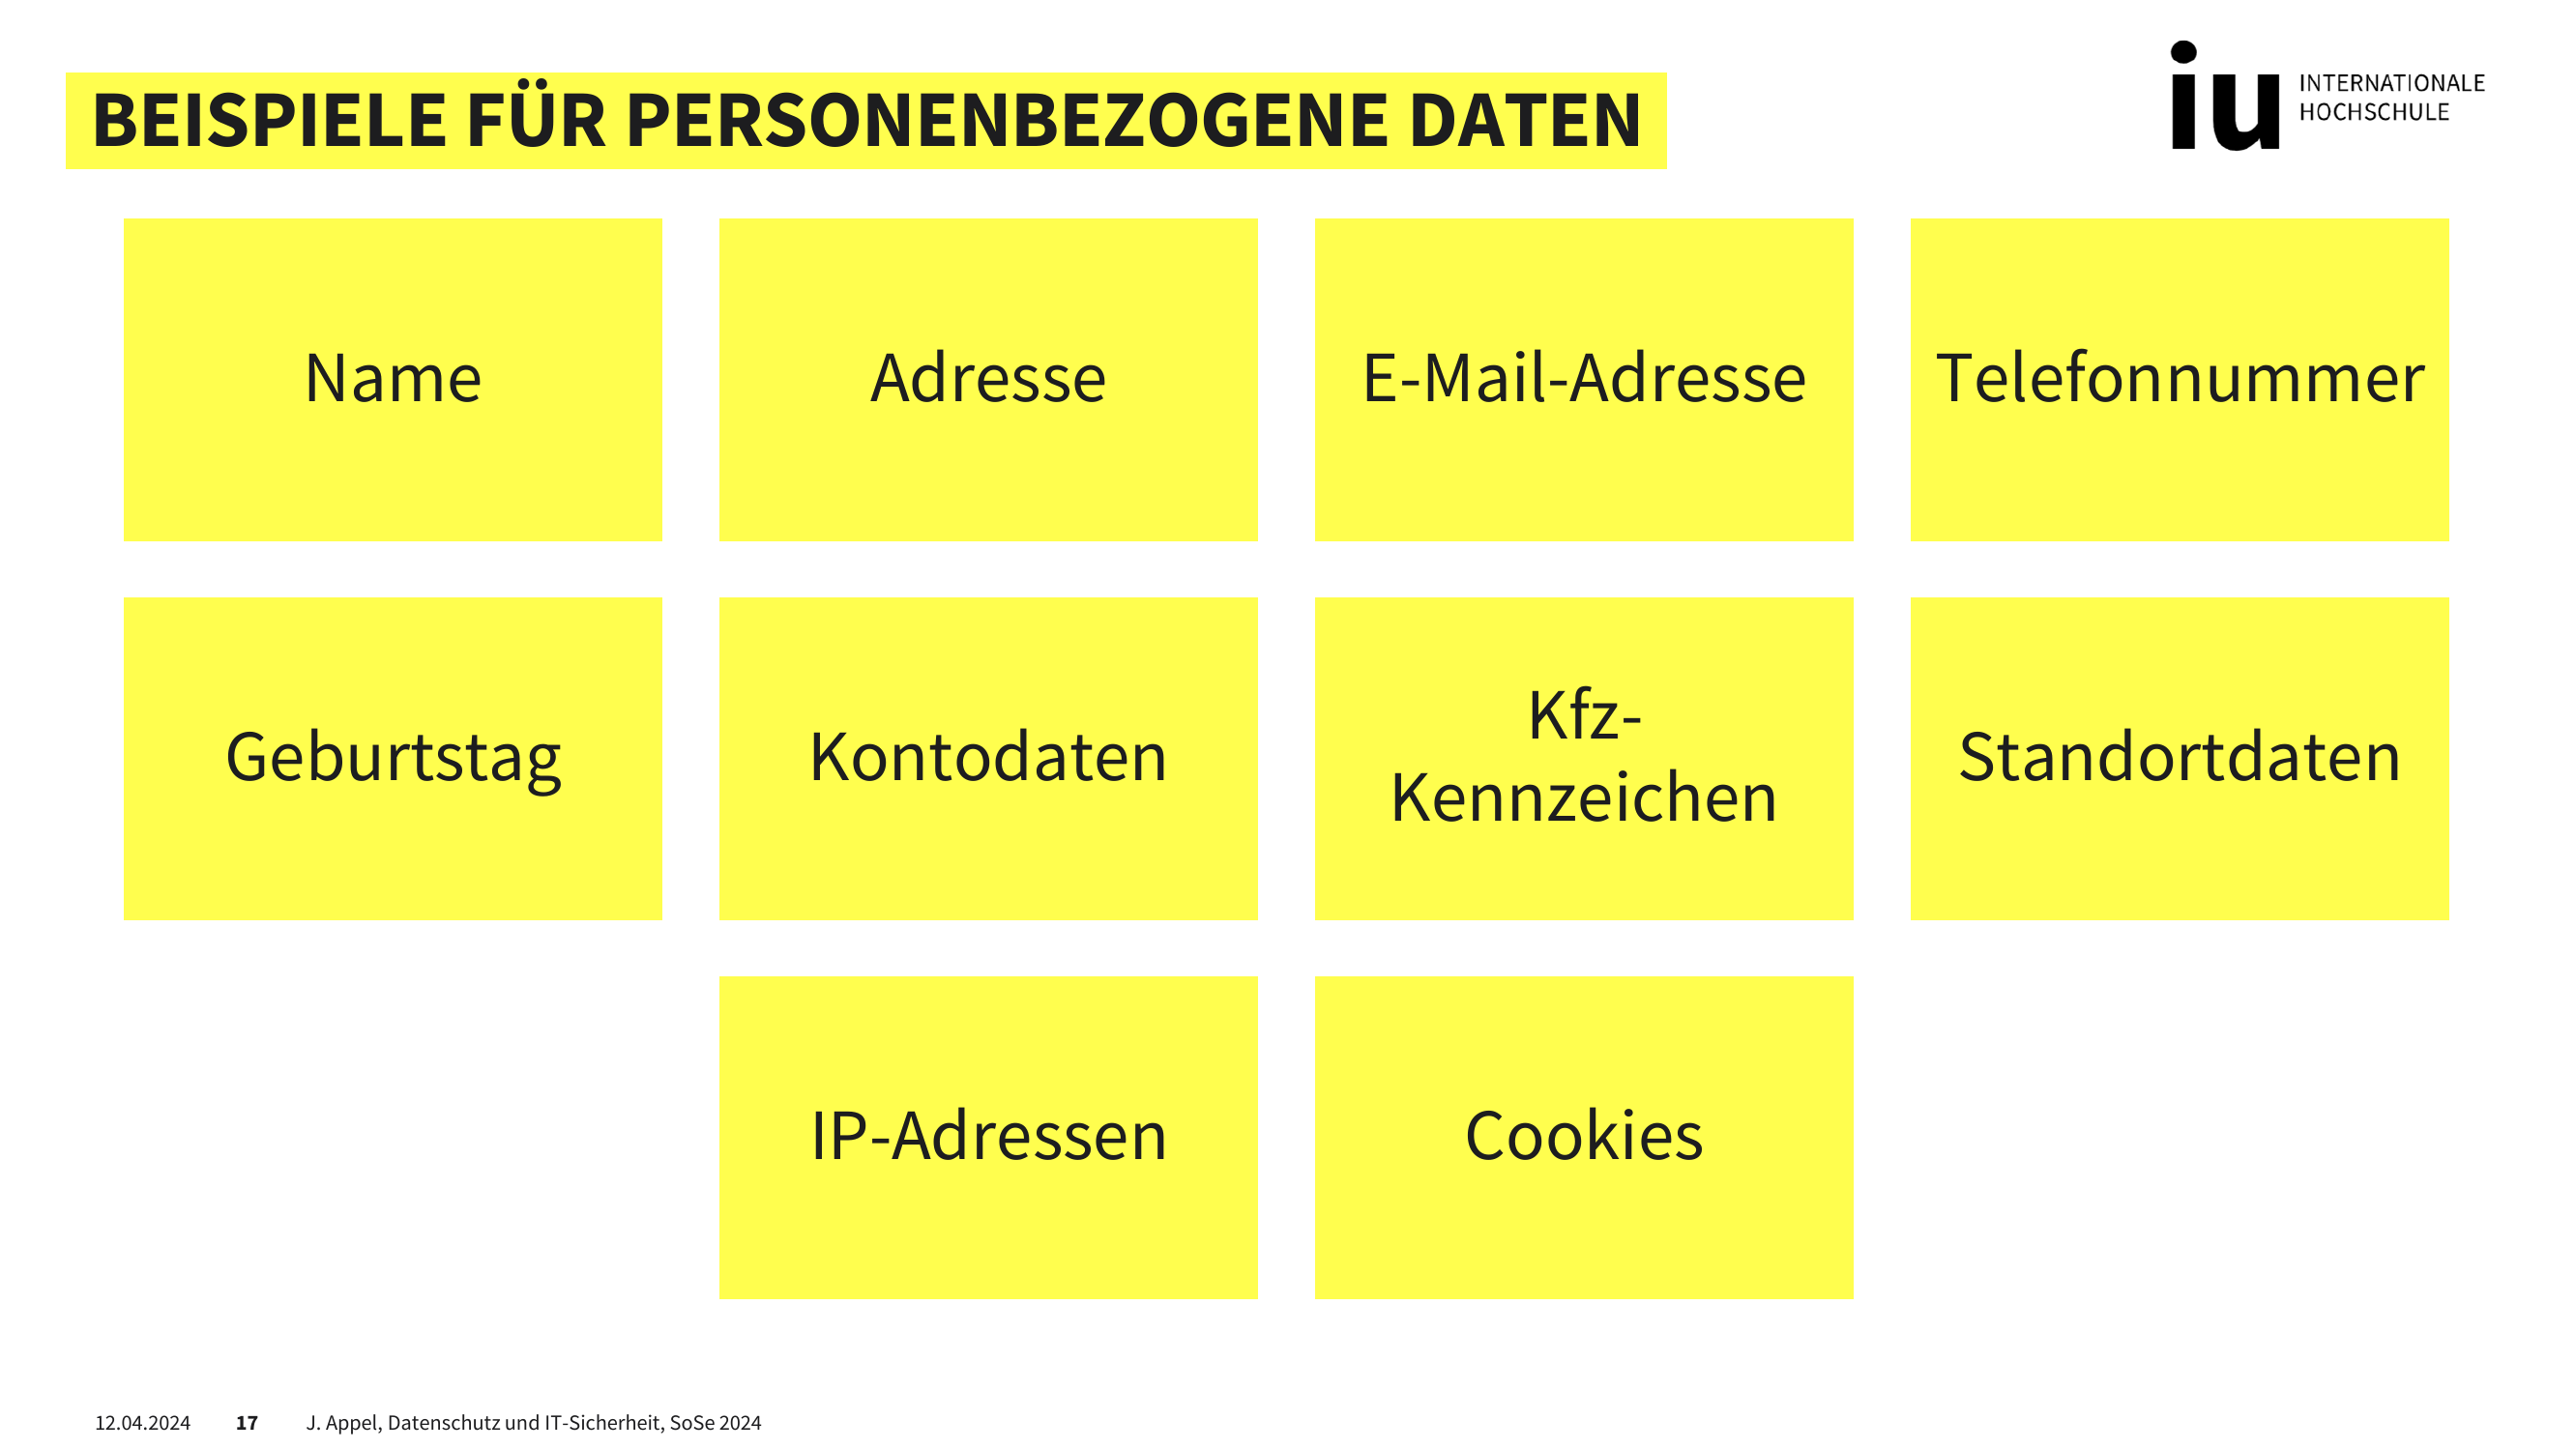 BEISPIELE FÜR PERSONENBEZOGENE DATEN
iu INTERNATIONALE
HOCHSCHULE
Name
Adresse
E-Mail-Adresse
Telefonnummer
Geburtstag
Kontodaten
Kfz-
Kennzeichen
Standortdaten
IP-Adressen
Cookies
12.04.2024 17 J. Appel, Datenschutz und IT-Sicherheit, SoSe 2024